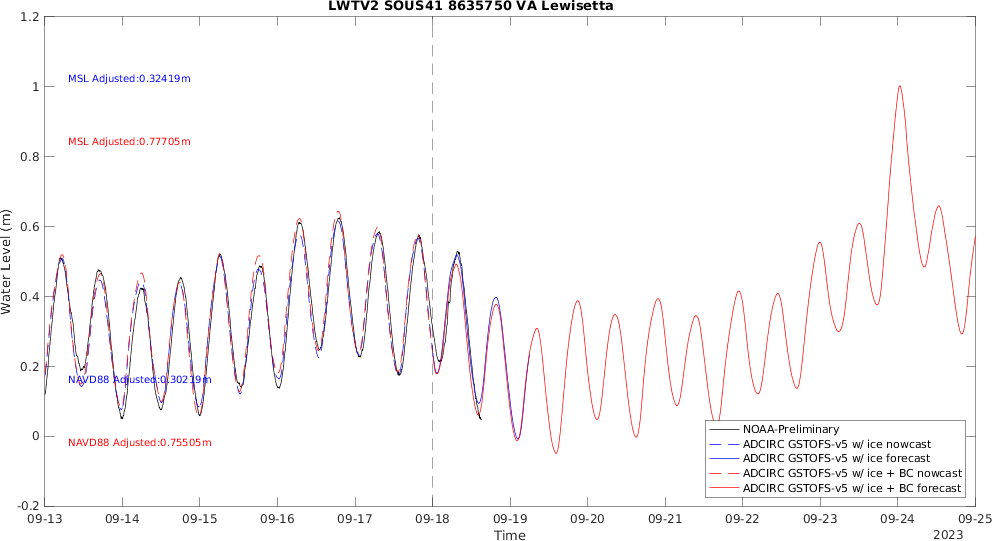 LWTV2 SOUS41 8635750 VA Lewisetta
1.2
1
0.8
0.6
0.4
0.2
0
-0.2
Water Level (m)
MSL Adjusted:0.32419m
MSL Adjusted:0.77705m
NAVD88 Adjusted:0.30219m
NAVD88 Adjusted:0.75505m
NOAA-Preliminary
ADCIRC GSTOFS-v5 w/ ice nowcast
ADCIRC GSTOFS-v5 w/ ice forecast
ADCIRC GSTOFS-v5 w/ ice + BC nowcast
ADCIRC GSTOFS-v5 w/ ice + BC forecast
09-13 09-14 09-15 09-16 09-17 09-18 09-19 09-20 09-21 09-22 09-23 09-24 09-25
Time
2023